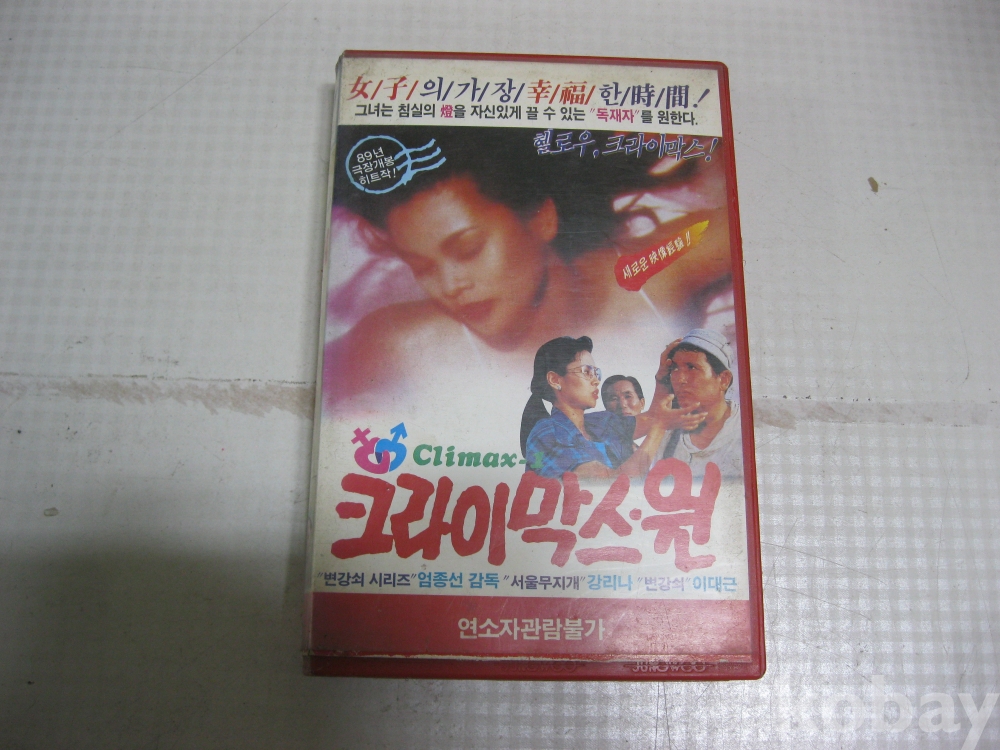 女/子/의/가/장/幸/福/한/時/間!
그녀는 침실의 燈을 자신있게 끌 수 있는 "독재자"를 원한다.
헬로우, 크라이막스!
89년
극장개봉
히트작!
Climax-1
크라이막스·원
"변강쇠 시리즈"엄종선 감독 "서울무지개"강리나 "변강쇠"이대근
연소자관람불가
kobay